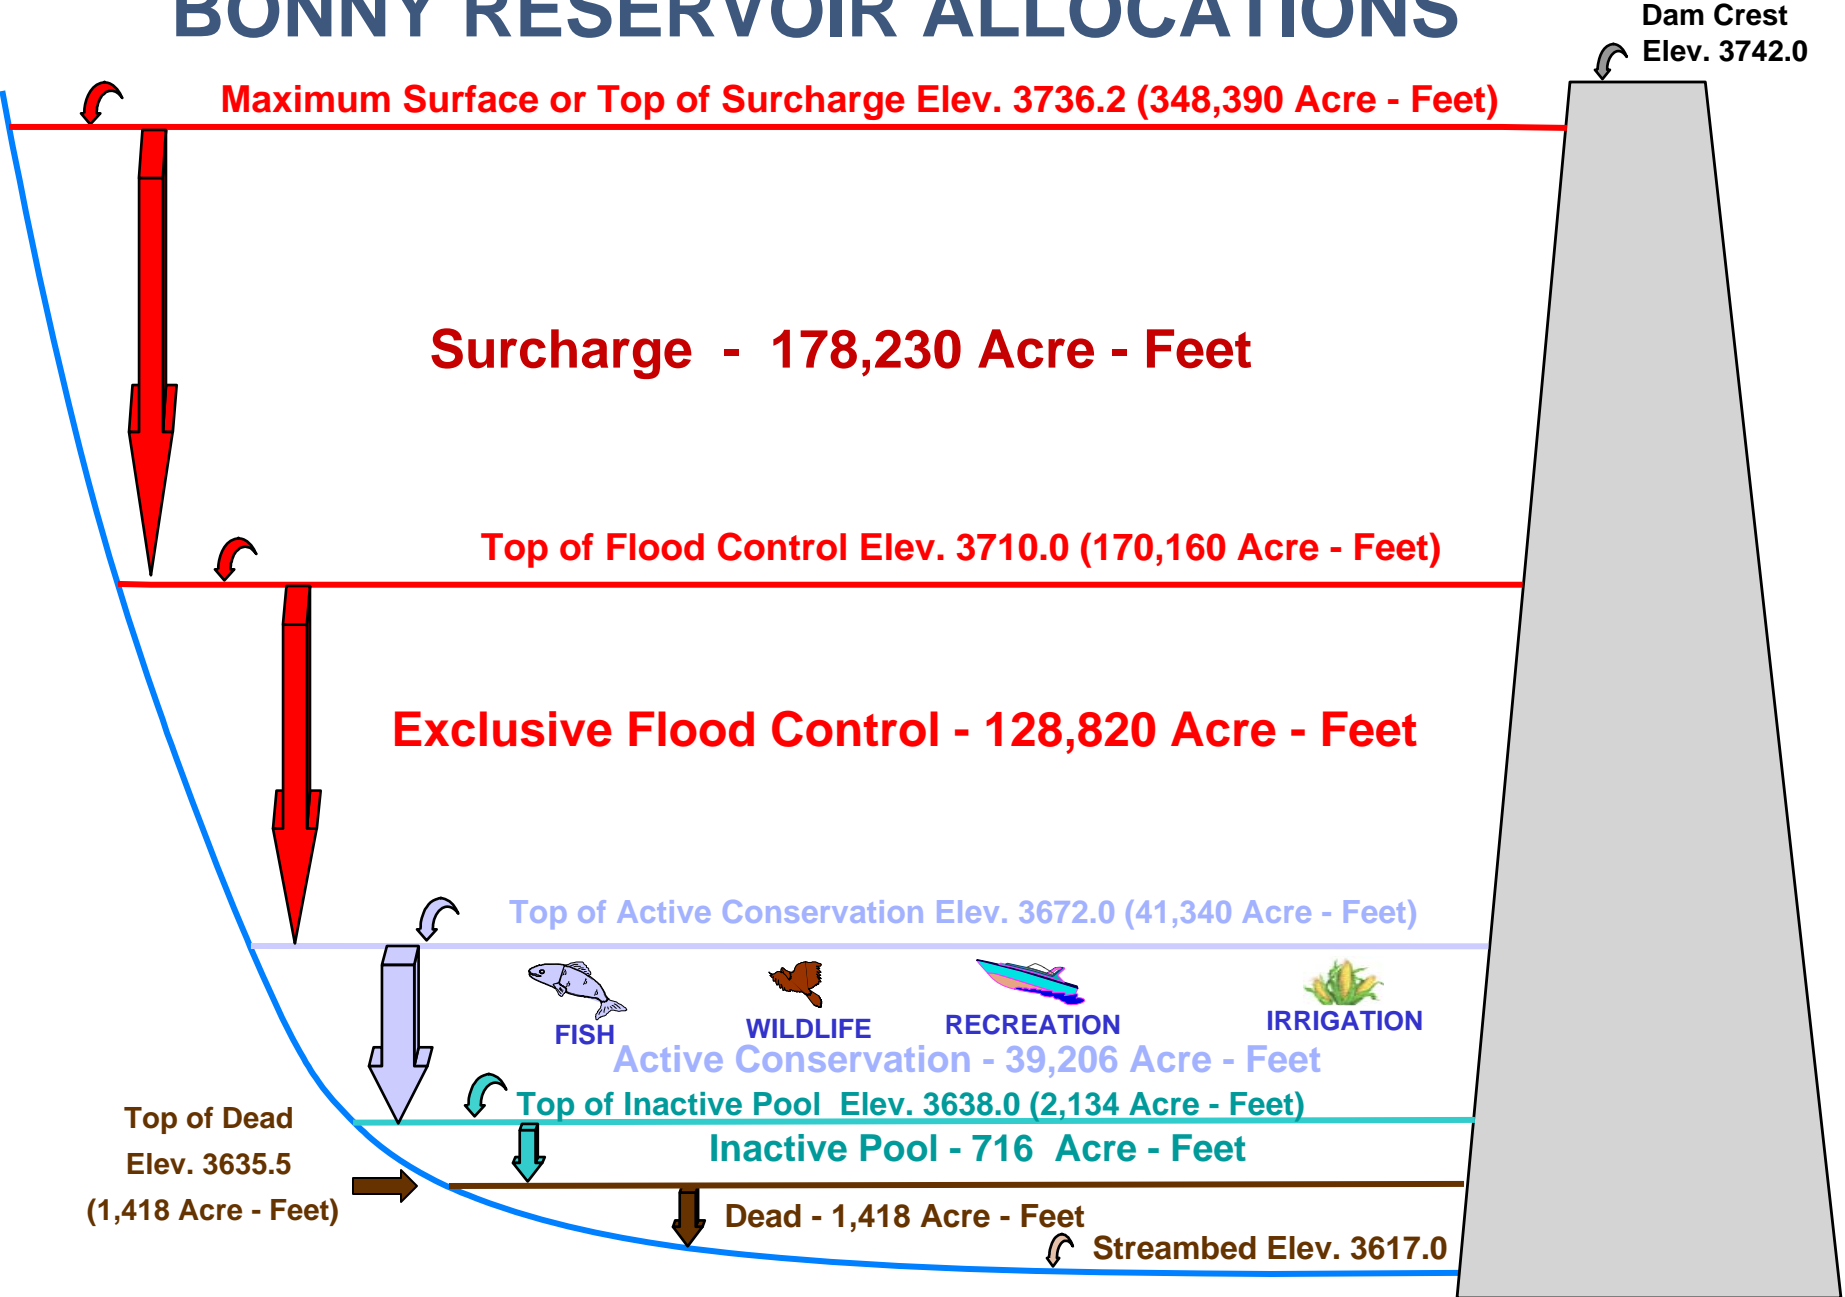 BONNY RESERVOIR ALLOCATIONS
Dam Crest
Elev. 3742.0
Maximum Surface or Top of Surcharge Elev. 3736.2 (348,390 Acre - Feet)
Surcharge - 178,230 Acre - Feet
Top of Flood Control Elev. 3710.0 (170,160 Acre - Feet)
Exclusive Flood Control - 128,820 Acre - Feet
Top of Active Conservation Elev. 3672.0 (41,340 Acre - Feet)
FISH
WILDLIFE
RECREATION
IRRIGATION
Active Conservation - 39,206 Acre - Feet
Top of Inactive Pool Elev. 3638.0 (2,134 Acre - Feet)
Inactive Pool - 716 Acre - Feet
Top of Dead
Elev. 3635.5
(1,418 Acre - Feet)
Dead - 1,418 Acre - Feet
Streambed Elev. 3617.0